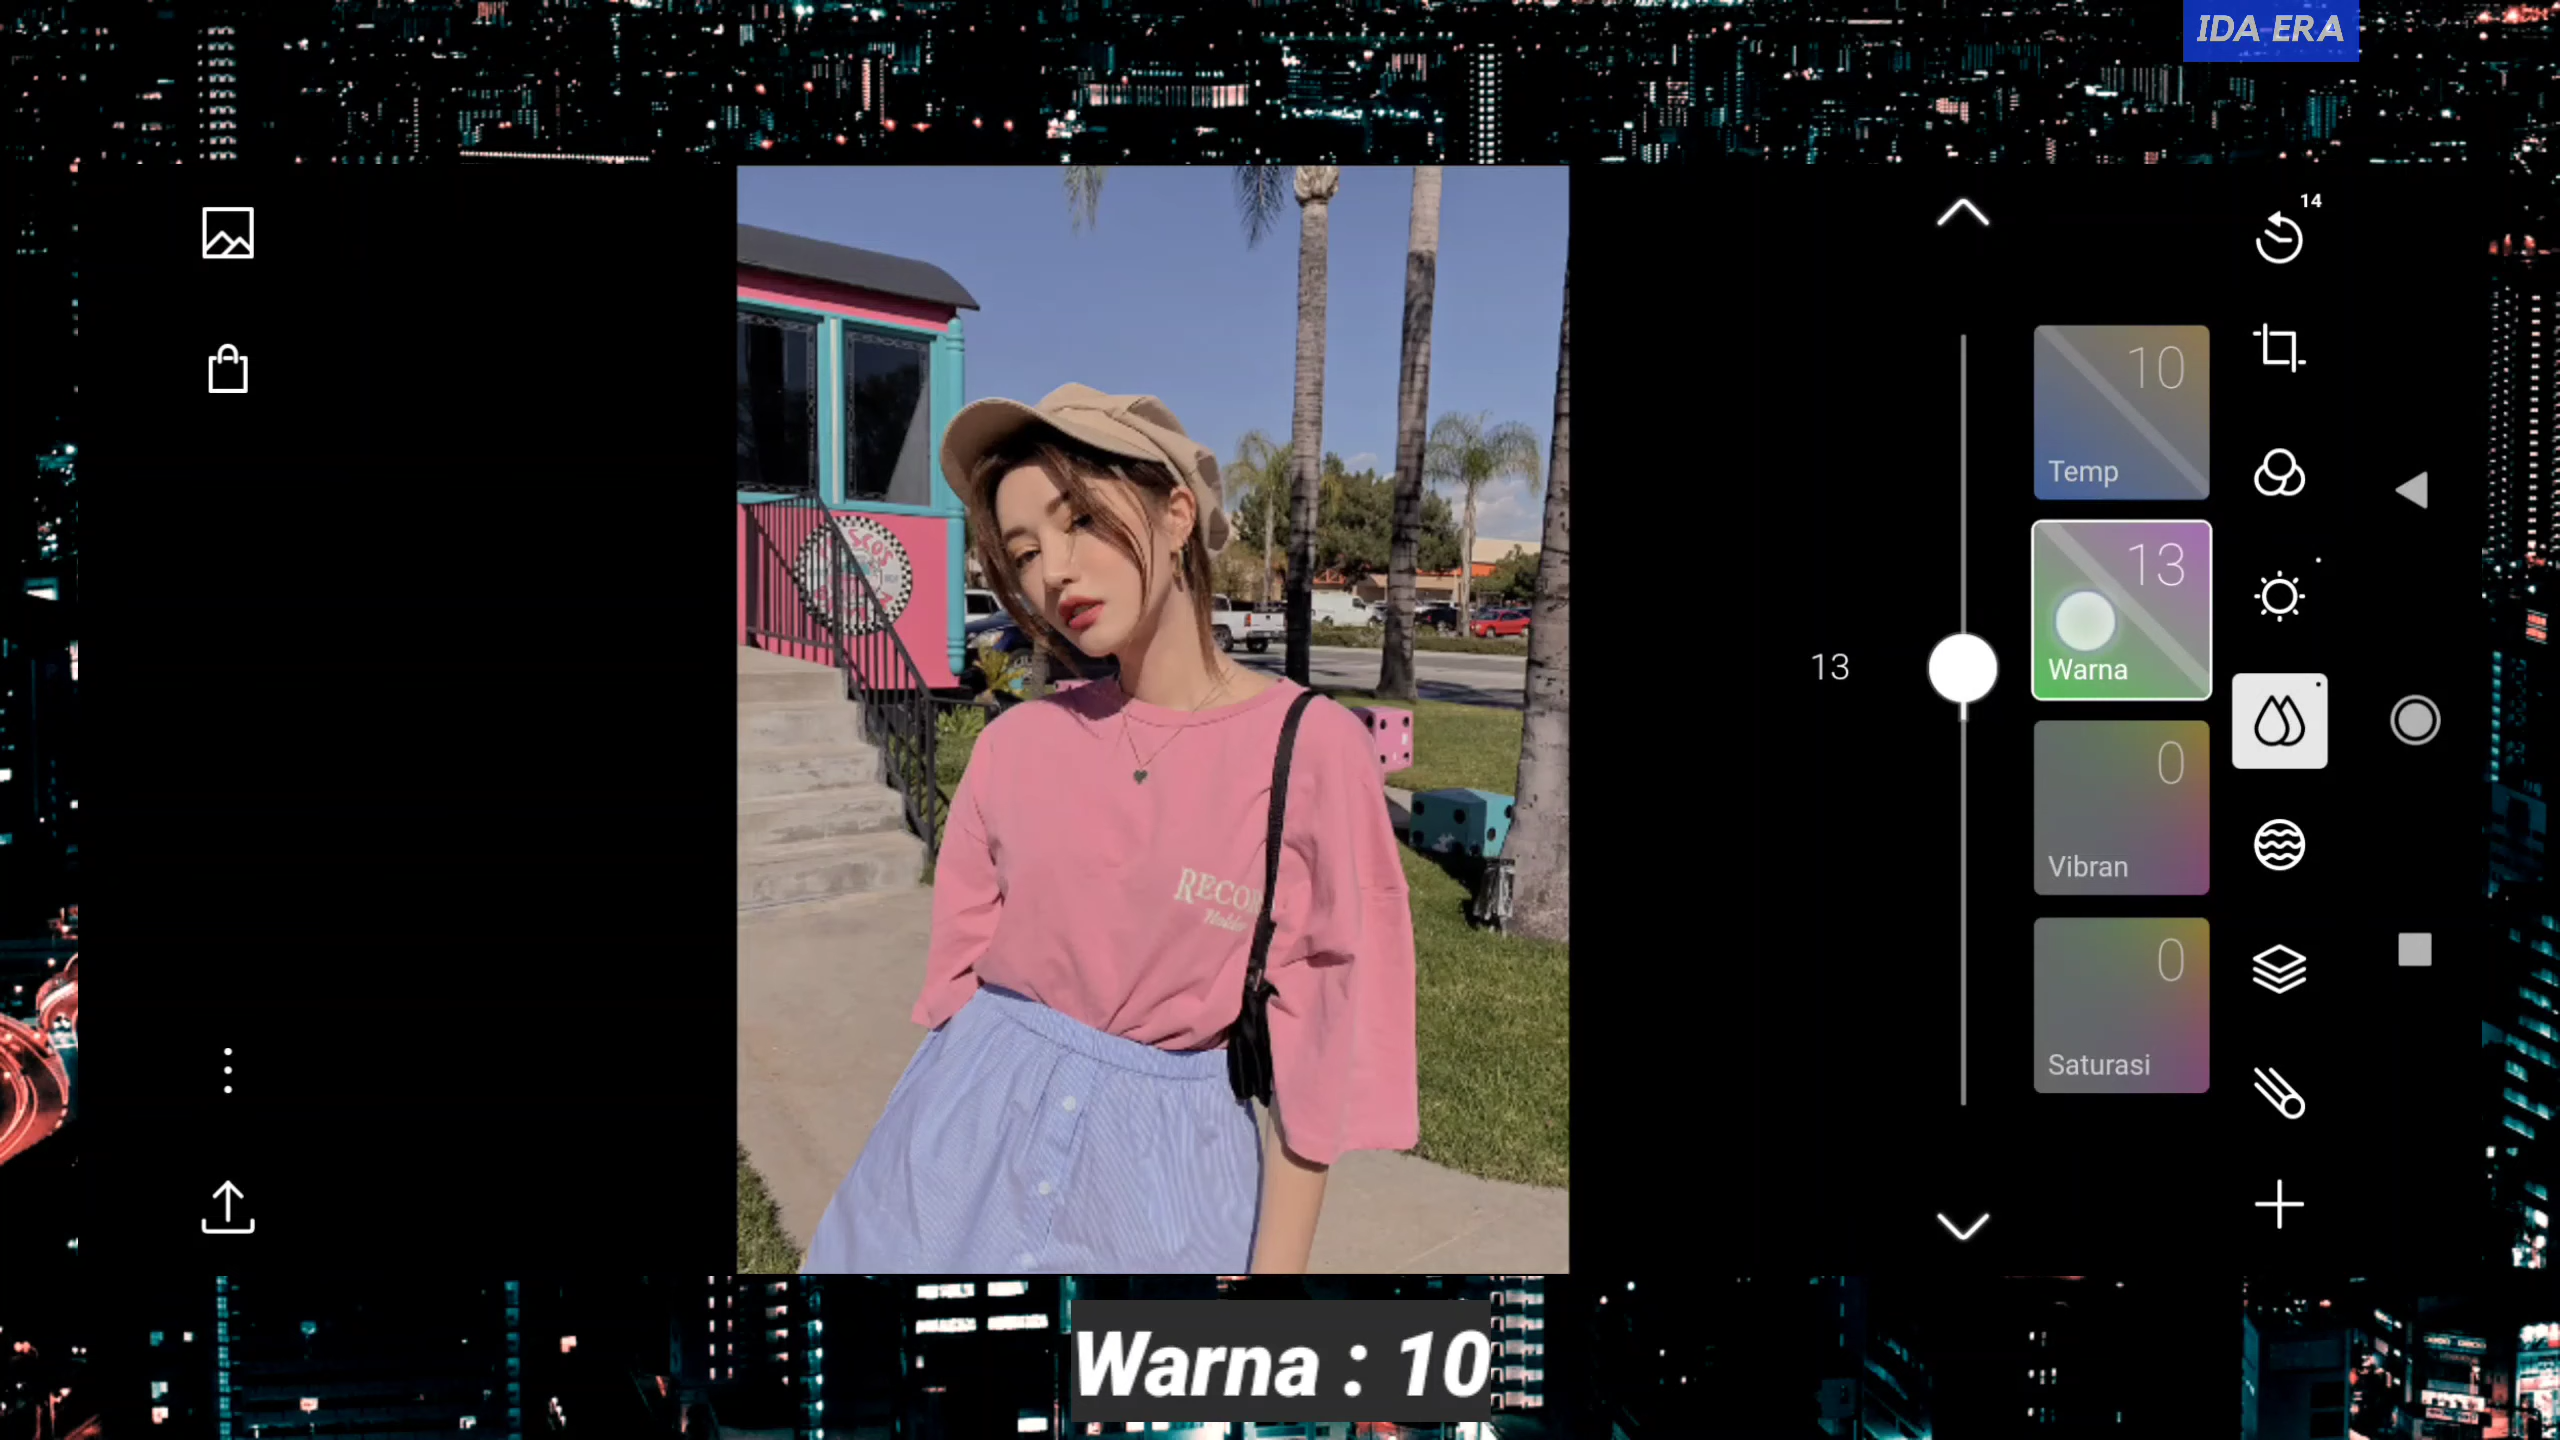 IDA ERA
14
10
Temp
13
Warna
13
0
Vibran
0
Saturasi
RECOR
Warna : 10